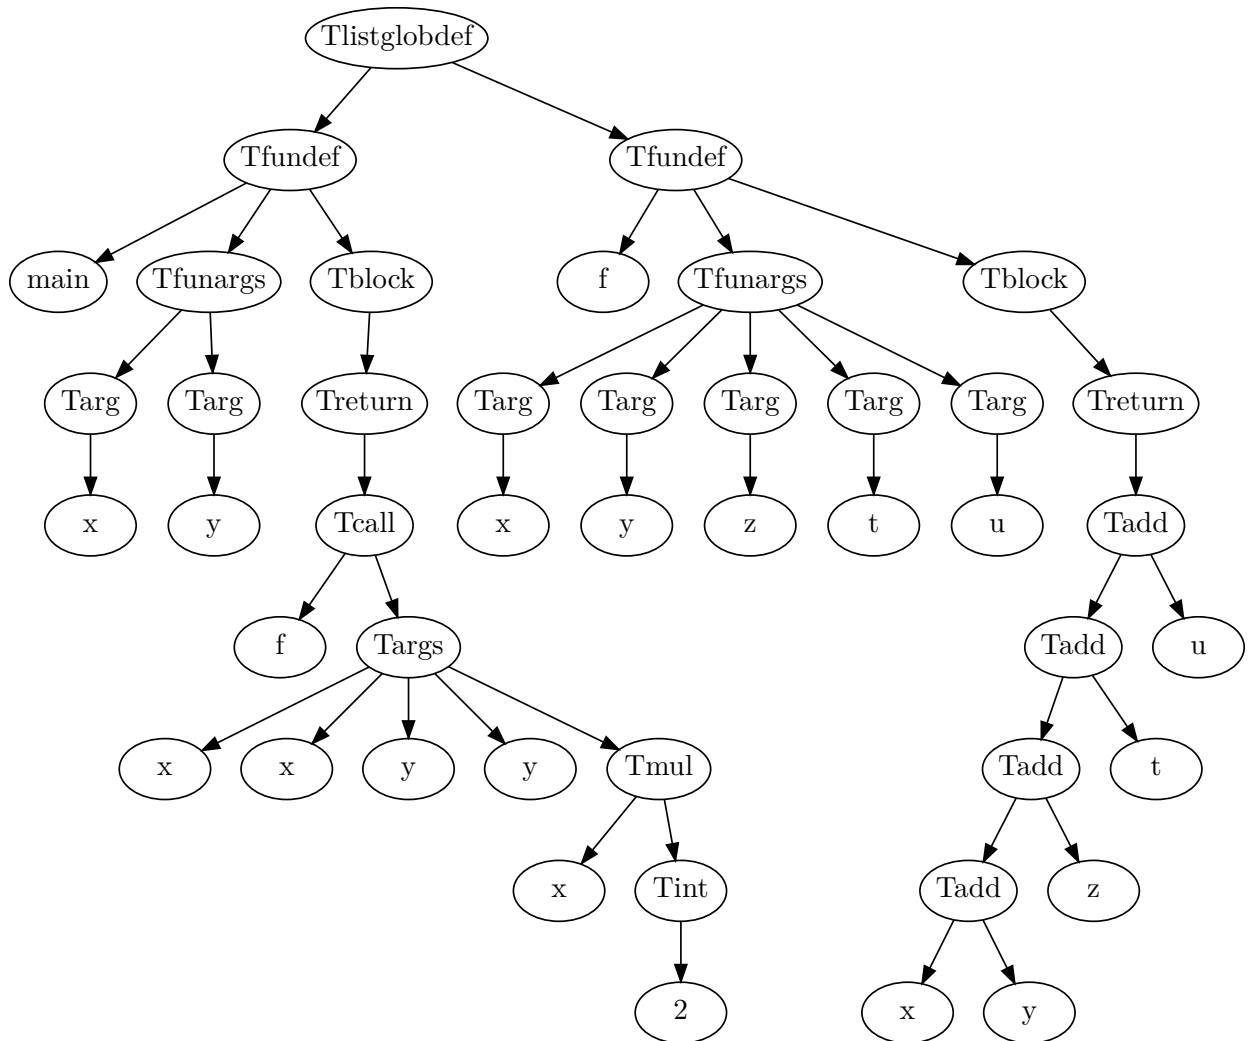 Tlistglobdef
Tfundef Tfundef
main Tfunargs Tblock f Tfunargs Tblock
Targ Targ Treturn Targ Targ Targ Targ Targ Treturn
x y Tcall x y z t u Tadd
f Targs Tadd u
x x y y Tmul Tadd t
x Tint Tadd z
2 x y